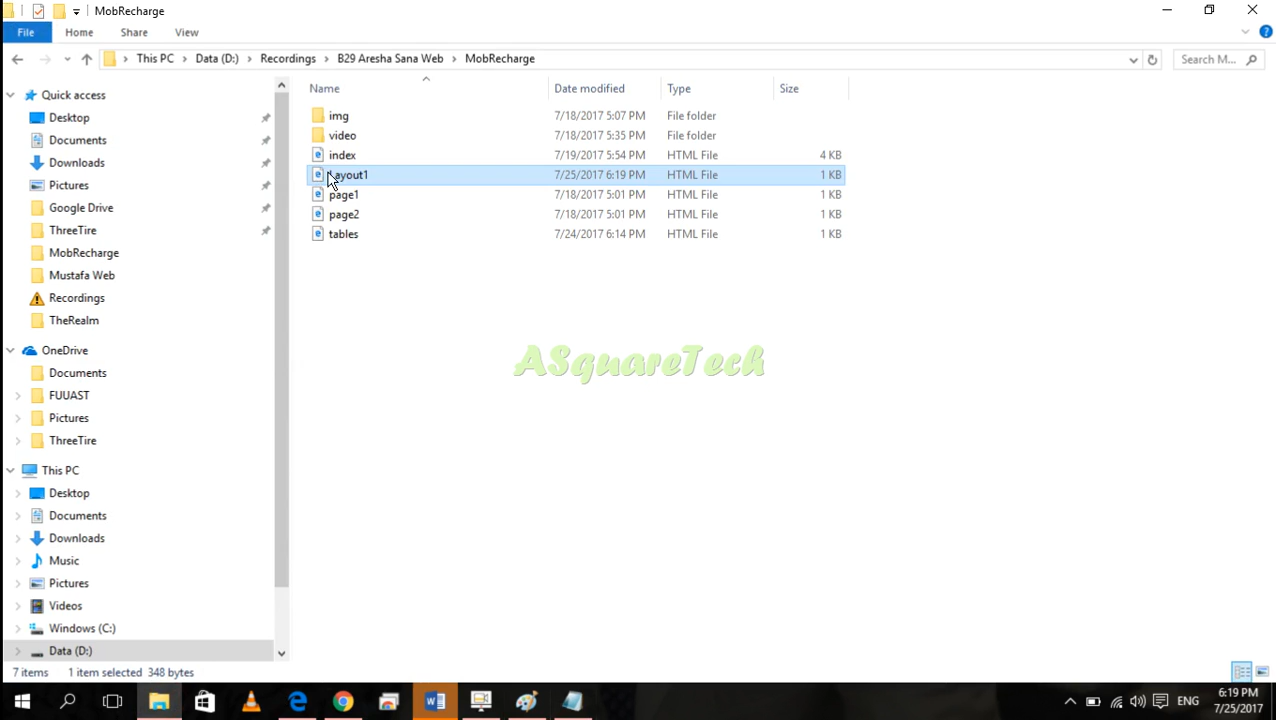 MobRecharge
File Home Share View
This PC Data (D:) Recordings B29 Aresha Sana Web MobRecharge Search M...
Name Date modified Type Size
Quick access
Desktop
Documents
Downloads
Pictures
Google Drive
ThreeTire
MobRecharge
Mustafa Web
Recordings
TheRealm
OneDrive
Documents
FUUAST
Pictures
ThreeTire
This PC
Desktop
Documents
Downloads
Music
Pictures
Videos
Windows (C:)
Data (D:)
img 7/18/2017 5:07 PM File folder
video 7/18/2017 5:35 PM File folder
index 7/19/2017 5:54 PM HTML File 4 KB
Layout1 7/25/2017 6:19 PM HTML File 1 KB
page1 7/18/2017 5:01 PM HTML File 1 KB
page2 7/18/2017 5:01 PM HTML File 1 KB
tables 7/24/2017 6:14 PM HTML File 1 KB
ASquareTech
7 items 1 item selected 348 bytes
ENG
6:19 PM
7/25/2017